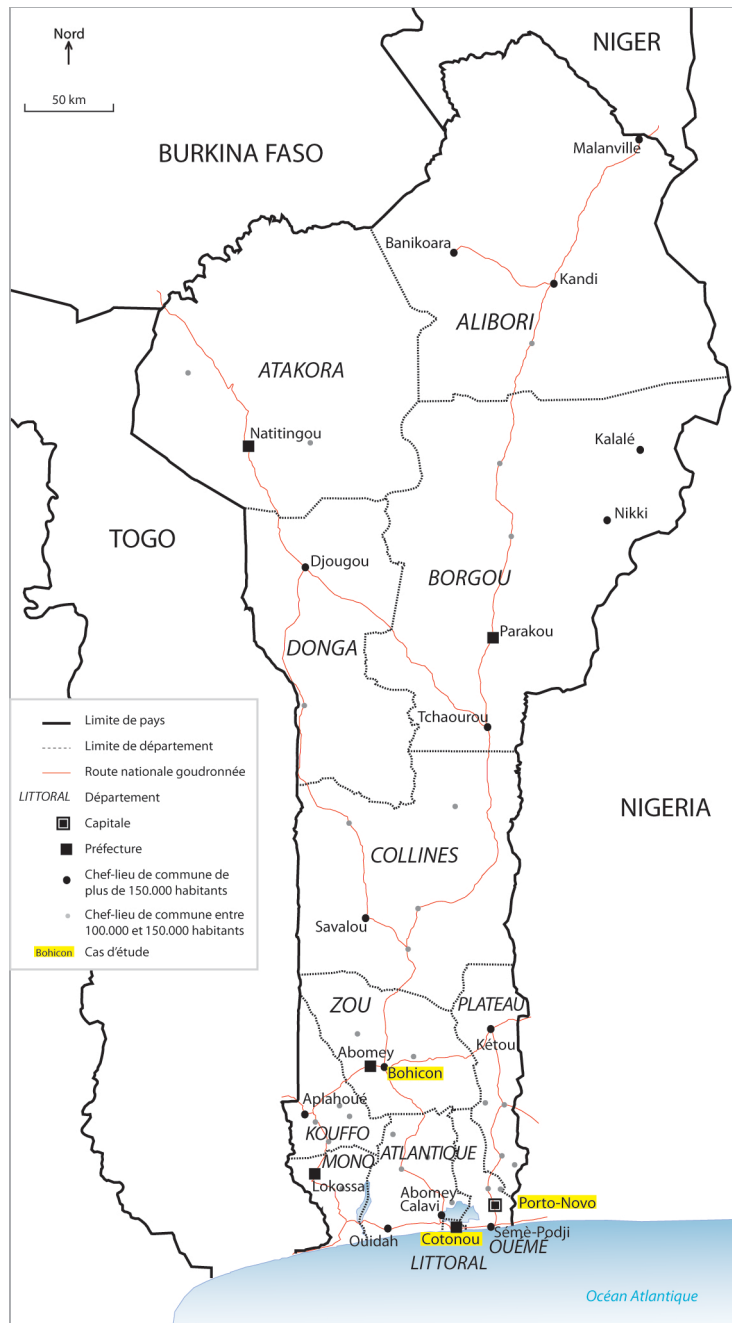 Nord
50 km
NIGER
BURKINA FASO
Malanville
Banikoara
Kandi
ALIBORI
ATAKORA
Natitingou
Kalalé
Nikki
TOGO
Djougou
BORGOU
Parakou
DONGA
Tchaourou
Limite de pays
Limite de département
Route nationale goudronnée
LITTORAL Département
Capitale
Préfecture
Chef-lieu de commune de
plus de 150.000 habitants
Chef-lieu de commune entre
100.000 et 150.000 habitants
Bohicon Cas d'étude
NIGERIA
COLLINES
Savalou
ZOU
PLATEAU
Kétou
Abomey
Bohicon
Aplahoué
KOUFFO
MONO
ATLANTIQUE
Lokossa
Abomey
Calavi
Porto-Novo
Ouidah
Cotonou
Sèmè-Podji
OUÉMÉ
LITTORAL
Océan Atlantique